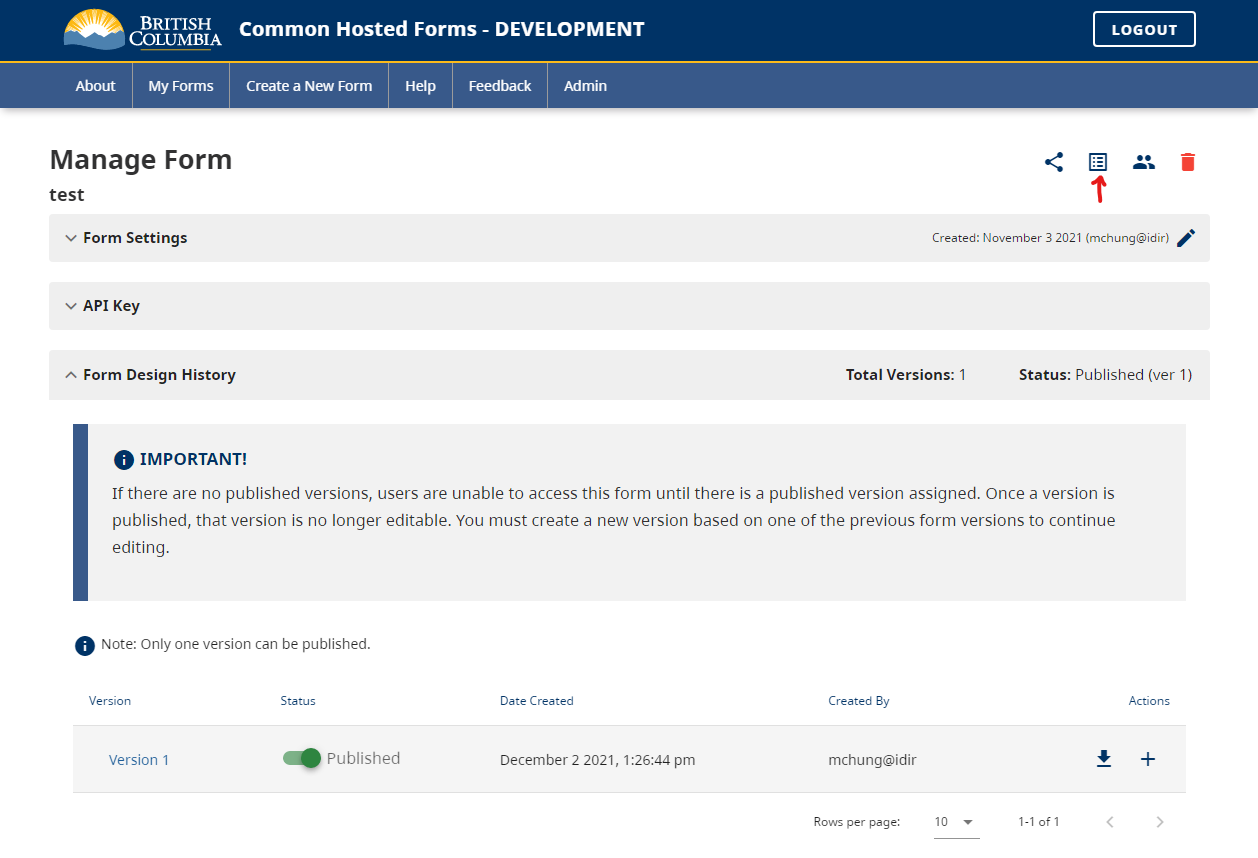 BRITISH
COLUMBIA
Common Hosted Forms - DEVELOPMENT
LOGOUT
About
My Forms
Create a New Form
Help
Feedback
Admin
Manage Form
test
Form Settings
Created: November 3 2021 (mchung@idir)
API Key
Form Design History
Total Versions: 1
Status: Published (ver 1)
IMPORTANT!
If there are no published versions, users are unable to access this form until there is a published version assigned. Once a version is
published, that version is no longer editable. You must create a new version based on one of the previous form versions to continue
editing.
Note: Only one version can be published.
Version Status Date Created Created By Actions
Version 1 Published December 2 2021, 1:26:44 pm mchung@idir
Rows per page: 10 1-1 of 1